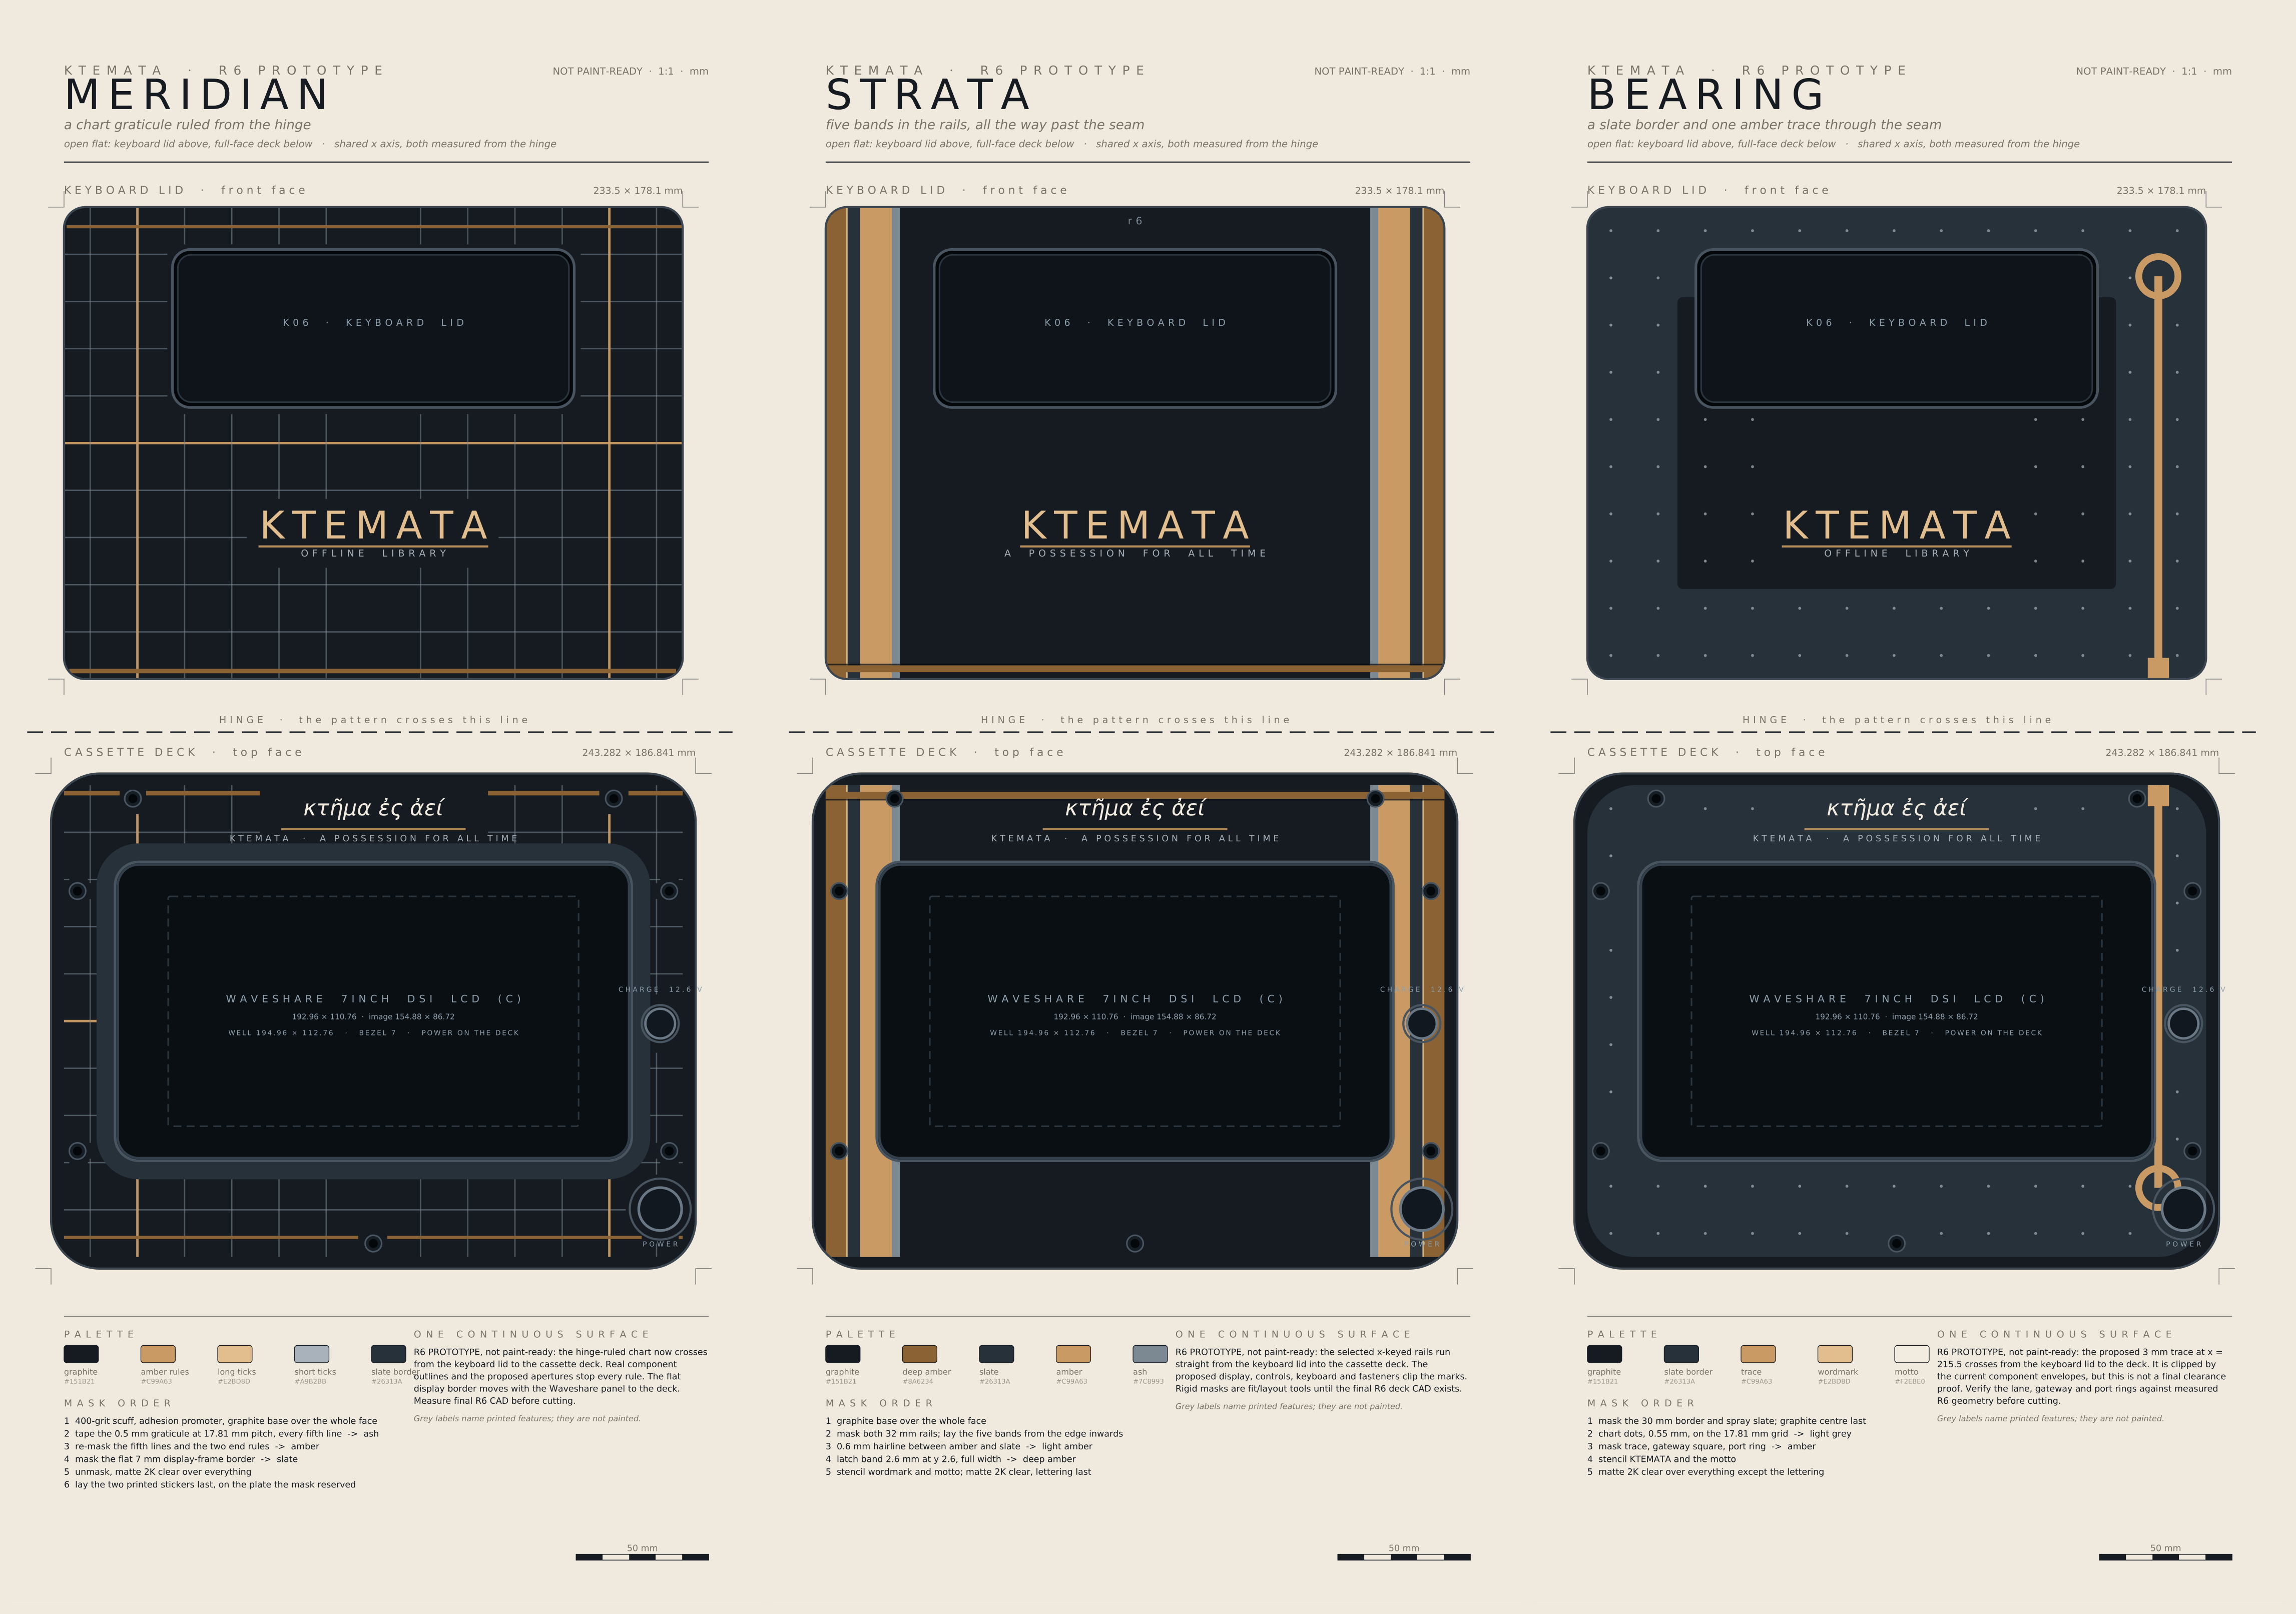 KTEMATA · R6 PROTOTYPE
NOT PAINT-READY · 1:1 · mm
MERIDIAN
a chart graticule ruled from the hinge
open flat: keyboard lid above, full-face deck below · shared x axis, both measured from the hinge
KEYBOARD LID · front face
233.5 × 178.1 mm
K06 · KEYBOARD LID
KTEMATA
OFFLINE LIBRARY
HINGE · the pattern crosses this line
CASSETTE DECK · top face
243.282 × 186.841 mm
κτῆμα ἐς ἀεί
KTEMATA · A POSSESSION FOR ALL TIME
CHARGE 12.6 V
WAVESHARE 7INCH DSI LCD (C)
192.96 × 110.76 · image 154.88 × 86.72
WELL 194.96 × 112.76 · BEZEL 7 · POWER ON THE DECK
POWER
PALETTE
graphite
#151B21
amber rules
#C99A63
long ticks
#E2BD8D
short ticks
#A9B2BB
slate border
#26313A
MASK ORDER
1 400-grit scuff, adhesion promoter, graphite base over the whole face
2 tape the 0.5 mm graticule at 17.81 mm pitch, every fifth line -> ash
3 re-mask the fifth lines and the two end rules -> amber
4 mask the flat 7 mm display-frame border -> slate
5 unmask, matte 2K clear over everything
6 lay the two printed stickers last, on the plate the mask reserved
ONE CONTINUOUS SURFACE
R6 PROTOTYPE, not paint-ready: the hinge-ruled chart now crosses
from the keyboard lid to the cassette deck. Real component
outlines and the proposed apertures stop every rule. The flat
display border moves with the Waveshare panel to the deck.
Measure final R6 CAD before cutting.
Grey labels name printed features; they are not painted.
50 mm
KTEMATA · R6 PROTOTYPE
NOT PAINT-READY · 1:1 · mm
STRATA
five bands in the rails, all the way past the seam
open flat: keyboard lid above, full-face deck below · shared x axis, both measured from the hinge
KEYBOARD LID · front face
233.5 × 178.1 mm
r6
K06 · KEYBOARD LID
KTEMATA
A POSSESSION FOR ALL TIME
HINGE · the pattern crosses this line
CASSETTE DECK · top face
243.282 × 186.841 mm
κτῆμα ἐς ἀεί
KTEMATA · A POSSESSION FOR ALL TIME
CHARGE 12.6 V
WAVESHARE 7INCH DSI LCD (C)
192.96 × 110.76 · image 154.88 × 86.72
WELL 194.96 × 112.76 · BEZEL 7 · POWER ON THE DECK
POWER
PALETTE
graphite
#151B21
deep amber
#8A6234
slate
#26313A
amber
#C99A63
ash
#7C8993
MASK ORDER
1 graphite base over the whole face
2 mask both 32 mm rails; lay the five bands from the edge inwards
3 0.6 mm hairline between amber and slate -> light amber
4 latch band 2.6 mm at y 2.6, full width -> deep amber
5 stencil wordmark and motto; matte 2K clear, lettering last
ONE CONTINUOUS SURFACE
R6 PROTOTYPE, not paint-ready: the selected x-keyed rails run
straight from the keyboard lid into the cassette deck. The
proposed display, controls, keyboard and fasteners clip the marks.
Rigid masks are fit/layout tools until the final R6 deck CAD exists.
Grey labels name printed features; they are not painted.
50 mm
KTEMATA · R6 PROTOTYPE
NOT PAINT-READY · 1:1 · mm
BEARING
a slate border and one amber trace through the seam
open flat: keyboard lid above, full-face deck below · shared x axis, both measured from the hinge
KEYBOARD LID · front face
233.5 × 178.1 mm
K06 · KEYBOARD LID
KTEMATA
OFFLINE LIBRARY
HINGE · the pattern crosses this line
CASSETTE DECK · top face
243.282 × 186.841 mm
κτῆμα ἐς ἀεί
KTEMATA · A POSSESSION FOR ALL TIME
CHARGE 12.6 V
WAVESHARE 7INCH DSI LCD (C)
192.96 × 110.76 · image 154.88 × 86.72
WELL 194.96 × 112.76 · BEZEL 7 · POWER ON THE DECK
POWER
PALETTE
graphite
#151B21
slate border
#26313A
trace
#C99A63
wordmark
#E2BD8D
motto
#F2EBE0
MASK ORDER
1 mask the 30 mm border and spray slate; graphite centre last
2 chart dots, 0.55 mm, on the 17.81 mm grid -> light grey
3 mask trace, gateway square, port ring -> amber
4 stencil KTEMATA and the motto
5 matte 2K clear over everything except the lettering
ONE CONTINUOUS SURFACE
R6 PROTOTYPE, not paint-ready: the proposed 3 mm trace at x =
215.5 crosses from the keyboard lid to the deck. It is clipped by
the current component envelopes, but this is not a final clearance
proof. Verify the lane, gateway and port rings against measured
R6 geometry before cutting.
Grey labels name printed features; they are not painted.
50 mm